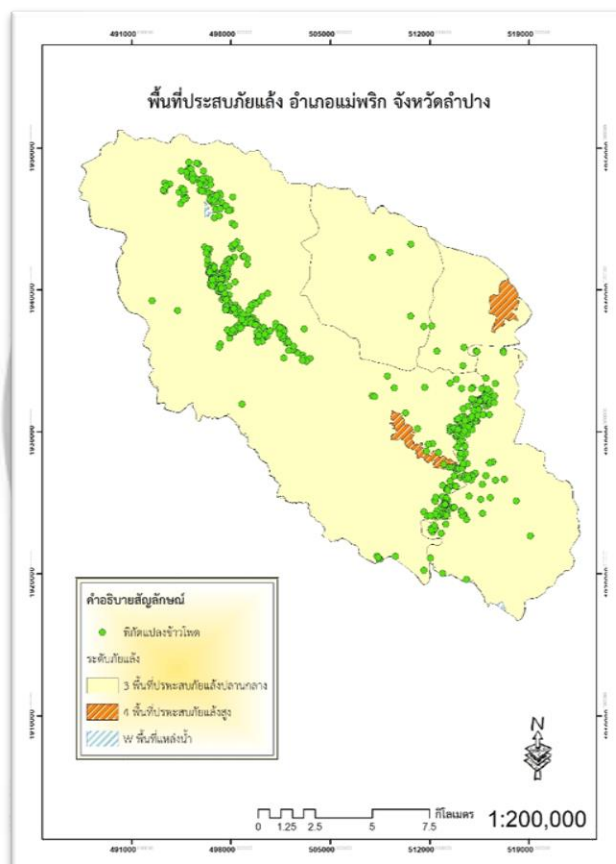 491000 498000 505000 512000 519000
พื้นที่ประสบภัยแล้ง อำเภอแม่พริก จังหวัดลำปาง
คำอธิบายสัญลักษณ์
พิกัดแปลงข้าวโพด
ระดับภัยแล้ง
3 พื้นที่ประสบภัยแล้งปานกลาง
4 พื้นที่ประสบภัยแล้งสูง
W พื้นที่แหล่งน้ำ
N
กิโลเมตร
0 1.25 2.5 5 7.5
1:200,000
491000 498000 505000 512000 519000